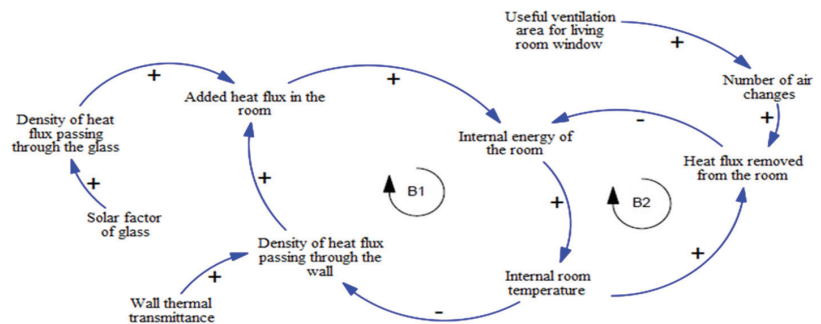 Useful ventilation
area for living
room window
+
Number of air
changes
+
+
Added heat flux in the
room
+
-
Density of heat
flux passing
through the glass
Internal energy of
the room
Heat flux removed
from the room
+
Solar factor
of glass
+
B1
+
B2
Density of heat flux
passing through the
wall
+
+
Internal room
temperature
Wall thermal
transmittance
-